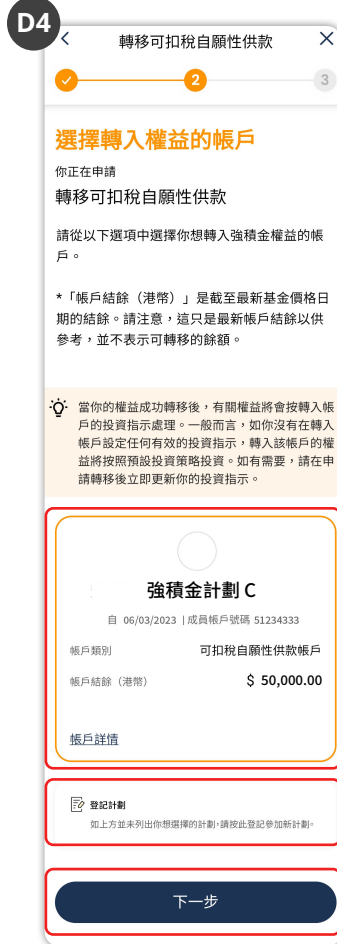 D4
轉移可扣稅自願性供款
2
3
選擇轉入權益的帳戶
你正在申請
轉移可扣稅自願性供款
請從以下選項中選擇你想轉入強積金權益的帳
戶。
*「帳戶結餘（港幣）」是截至最新基金價格日
期的結餘。請注意，這只是最新帳戶結餘以供
參考，並不表示可轉移的餘額。
當你的權益成功轉移後，有關權益將會按轉入帳
戶的投資指示處理。一般而言，如你沒有在轉入
帳戶設定任何有效的投資指示，轉入該帳戶的權
益將按照預設投資策略投資。如有需要，請在申
請轉移後立即更新你的投資指示。
強積金計劃 C
自 06/03/2023 | 成員帳戶號碼 51234333
帳戶類別 可扣稅自願性供款帳戶
帳戶結餘（港幣） $ 50,000.00
帳戶詳情
登記計劃
如上方並未列出你想選擇的計劃，請按此登記參加新計劃。
下一步